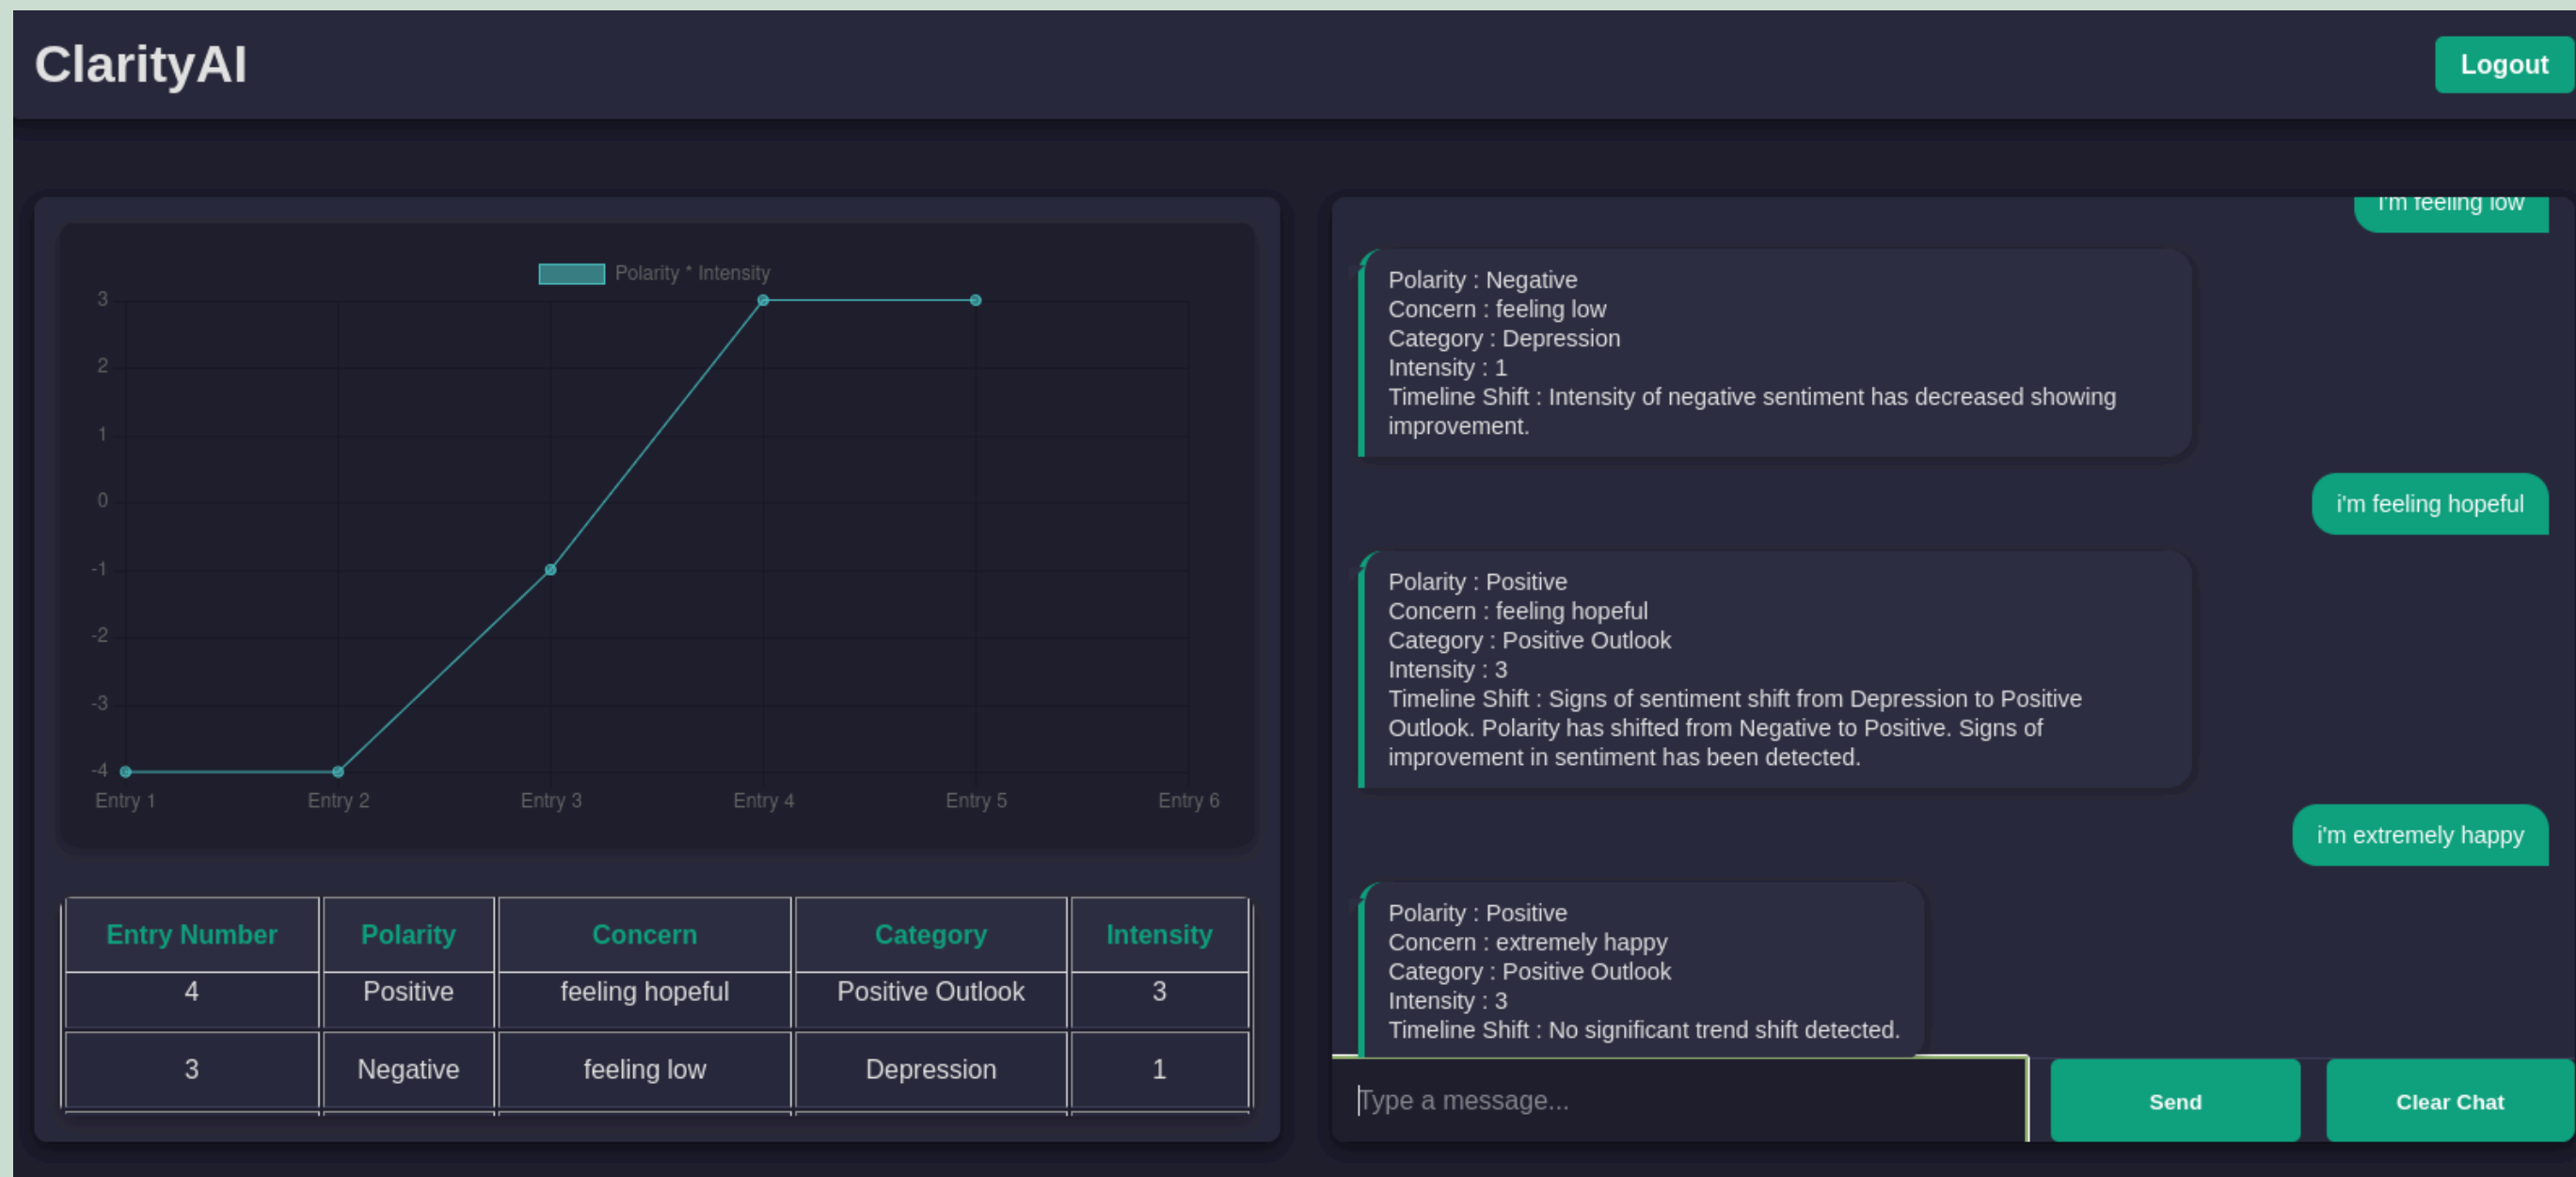 ClarityAI
Logout
Polarity * Intensity
3
2
1
0
-1
-2
-3
-4
Entry 1 Entry 2 Entry 3 Entry 4 Entry 5 Entry 6
Entry Number Polarity Concern Category Intensity
4 Positive feeling hopeful Positive Outlook 3
3 Negative feeling low Depression 1
i'm feeling low
Polarity : Negative
Concern : feeling low
Category : Depression
Intensity : 1
Timeline Shift : Intensity of negative sentiment has decreased showing
improvement.
i'm feeling hopeful
Polarity : Positive
Concern : feeling hopeful
Category : Positive Outlook
Intensity : 3
Timeline Shift : Signs of sentiment shift from Depression to Positive
Outlook. Polarity has shifted from Negative to Positive. Signs of
improvement in sentiment has been detected.
i'm extremely happy
Polarity : Positive
Concern : extremely happy
Category : Positive Outlook
Intensity : 3
Timeline Shift : No significant trend shift detected.
Type a message...
Send
Clear Chat